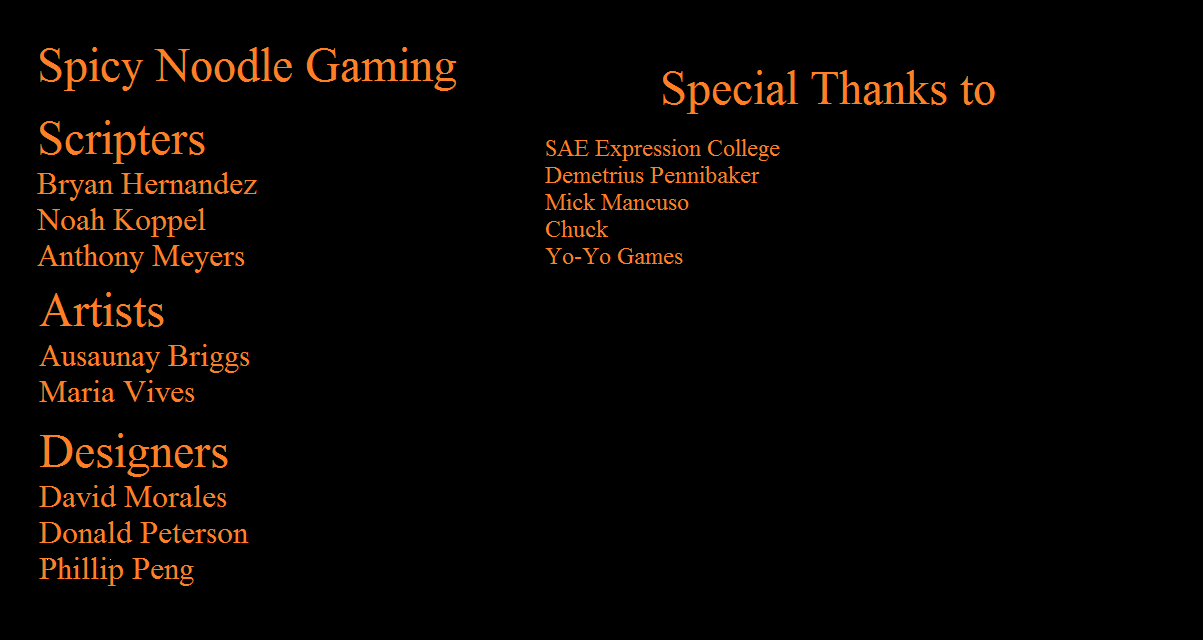 Spicy Noodle Gaming
Scripters
Bryan Hernandez
Noah Koppel
Anthony Meyers
Artists
Ausaunay Briggs
Maria Vives
Designers
David Morales
Donald Peterson
Phillip Peng
Special Thanks to
SAE Expression College
Demetrius Pennibaker
Mick Mancuso
Chuck
Yo-Yo Games